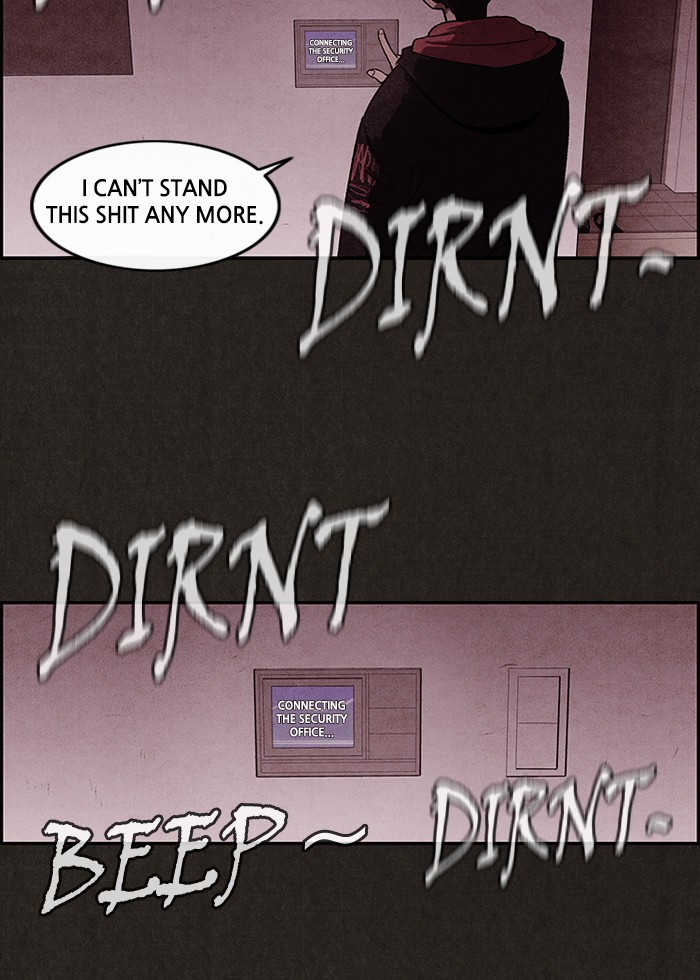 CONNECTING
THE SECURITY
OFFICE...
I CAN'T STAND
THIS SHIT ANY MORE.
DIRNT-
DIRNT
CONNECTING
THE SECURITY
OFFICE...
BEEP~
DIRNT-